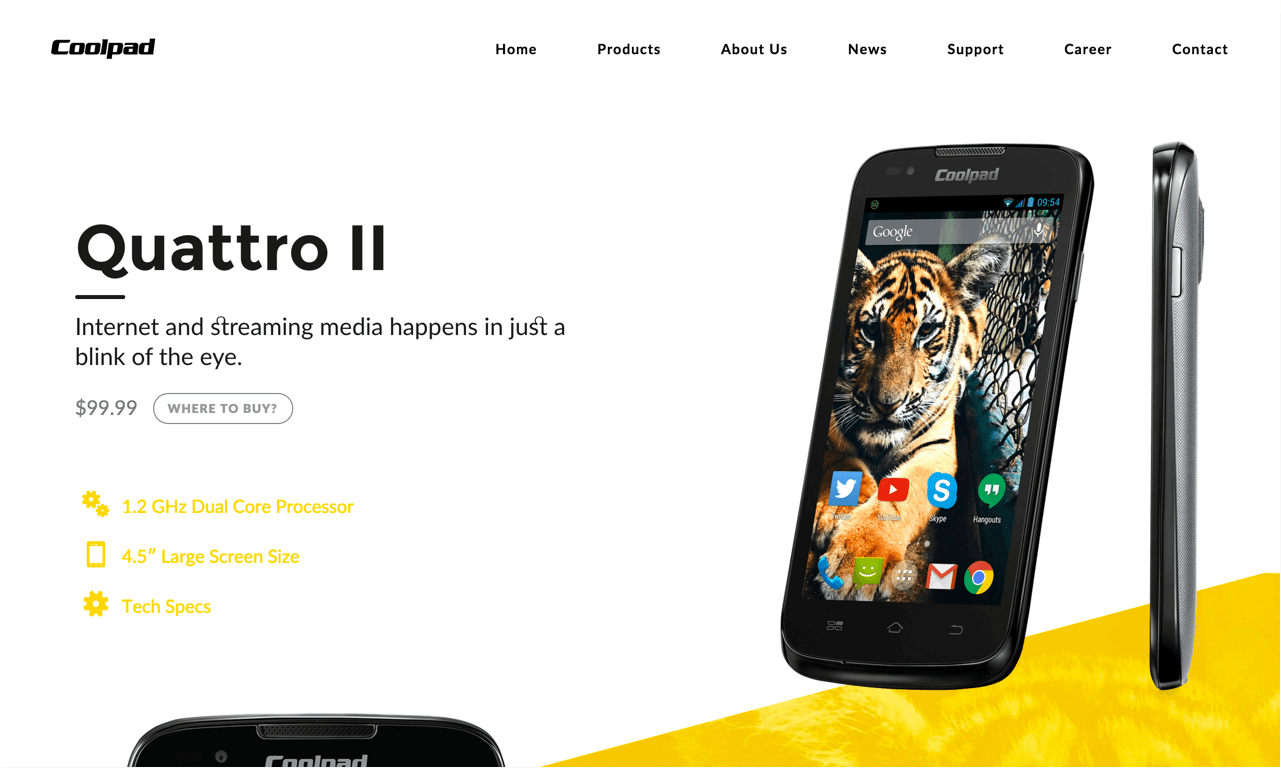 Coolpad
Home
Products
About Us
News
Support
Career
Contact
Quattro II
Internet and streaming media happens in just a
blink of the eye.
$99.99
WHERE TO BUY?
1.2 GHz Dual Core Processor
4.5" Large Screen Size
Tech Specs
Coolpad
09:54
Google
Skype
Hangouts
Coolpad